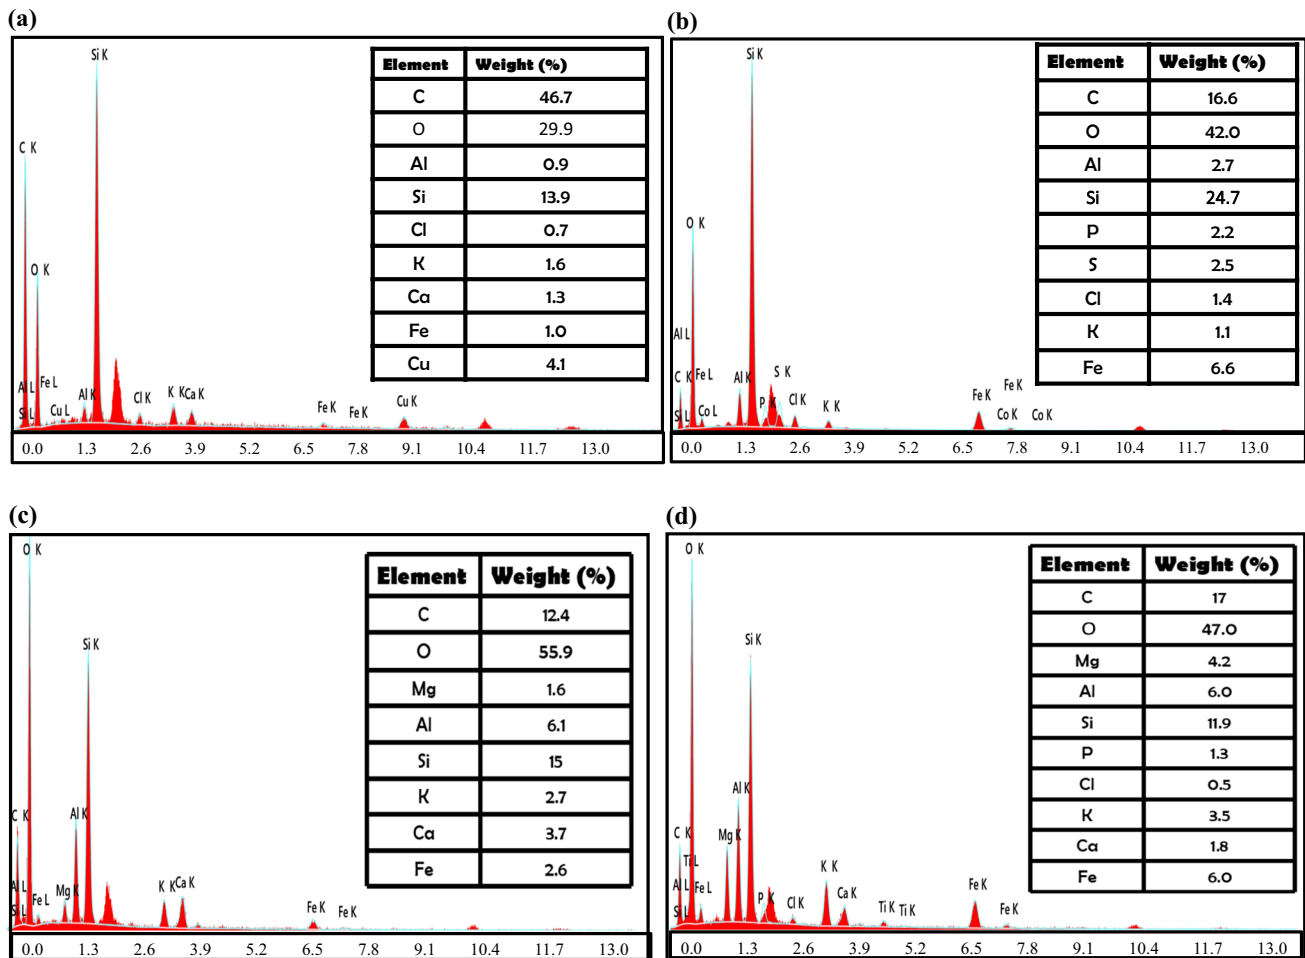 (a)
Si K
C K
O K
Al L
Fe L
Si L
Cu L
Al K
Cl K
K K
Ca K
Fe K
Fe K
Cu K
0.0 1.3 2.6 3.9 5.2 6.5 7.8 9.1 10.4 11.7 13.0
Element Weight (%)
C 46.7
O 29.9
Al 0.9
Si 13.9
Cl 0.7
K 1.6
Ca 1.3
Fe 1.0
Cu 4.1
(b)
Si K
O K
Al L
C K
Fe L
Si L
Co L
Al K
P K
S K
Cl K
K K
Fe K
Fe K
Co K
Co K
0.0 1.3 2.6 3.9 5.2 6.5 7.8 9.1 10.4 11.7 13.0
Element Weight (%)
C 16.6
O 42.0
Al 2.7
Si 24.7
P 2.2
S 2.5
Cl 1.4
K 1.1
Fe 6.6
(c)
O K
Si K
C K
Al K
Al L
Fe L
Mg K
Si L
K K
Ca K
Fe K
Fe K
0.0 1.3 2.6 3.9 5.2 6.5 7.8 9.1 10.4 11.7 13.0
Element Weight (%)
C 12.4
O 55.9
Mg 1.6
Al 6.1
Si 15
K 2.7
Ca 3.7
Fe 2.6
(d)
O K
Si K
Al K
C K
Mg K
Ti L
Al L
Fe L
Si L
P K
Cl K
K K
Ca K
Ti K
Ti K
Fe K
Fe K
0.0 1.3 2.6 3.9 5.2 6.5 7.8 9.1 10.4 11.7 13.0
Element Weight (%)
C 17
O 47.0
Mg 4.2
Al 6.0
Si 11.9
P 1.3
Cl 0.5
K 3.5
Ca 1.8
Fe 6.0